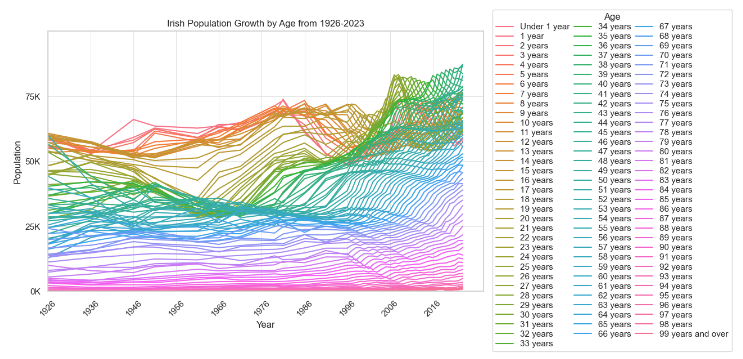 Irish Population Growth by Age from 1926-2023
75K
50K
25K
0K
Population
1926
1936
1946
1956
1966
1976
1986
1996
2006
2016
Year
Age
Under 1 year
1 year
2 years
3 years
4 years
5 years
6 years
7 years
8 years
9 years
10 years
11 years
12 years
13 years
14 years
15 years
16 years
17 years
18 years
19 years
20 years
21 years
22 years
23 years
24 years
25 years
26 years
27 years
28 years
29 years
30 years
31 years
32 years
33 years
34 years
35 years
36 years
37 years
38 years
39 years
40 years
41 years
42 years
43 years
44 years
45 years
46 years
47 years
48 years
49 years
50 years
51 years
52 years
53 years
54 years
55 years
56 years
57 years
58 years
59 years
60 years
61 years
62 years
63 years
64 years
65 years
66 years
67 years
68 years
69 years
70 years
71 years
72 years
73 years
74 years
75 years
76 years
77 years
78 years
79 years
80 years
81 years
82 years
83 years
84 years
85 years
86 years
87 years
88 years
89 years
90 years
91 years
92 years
93 years
94 years
95 years
96 years
97 years
98 years
99 years and over